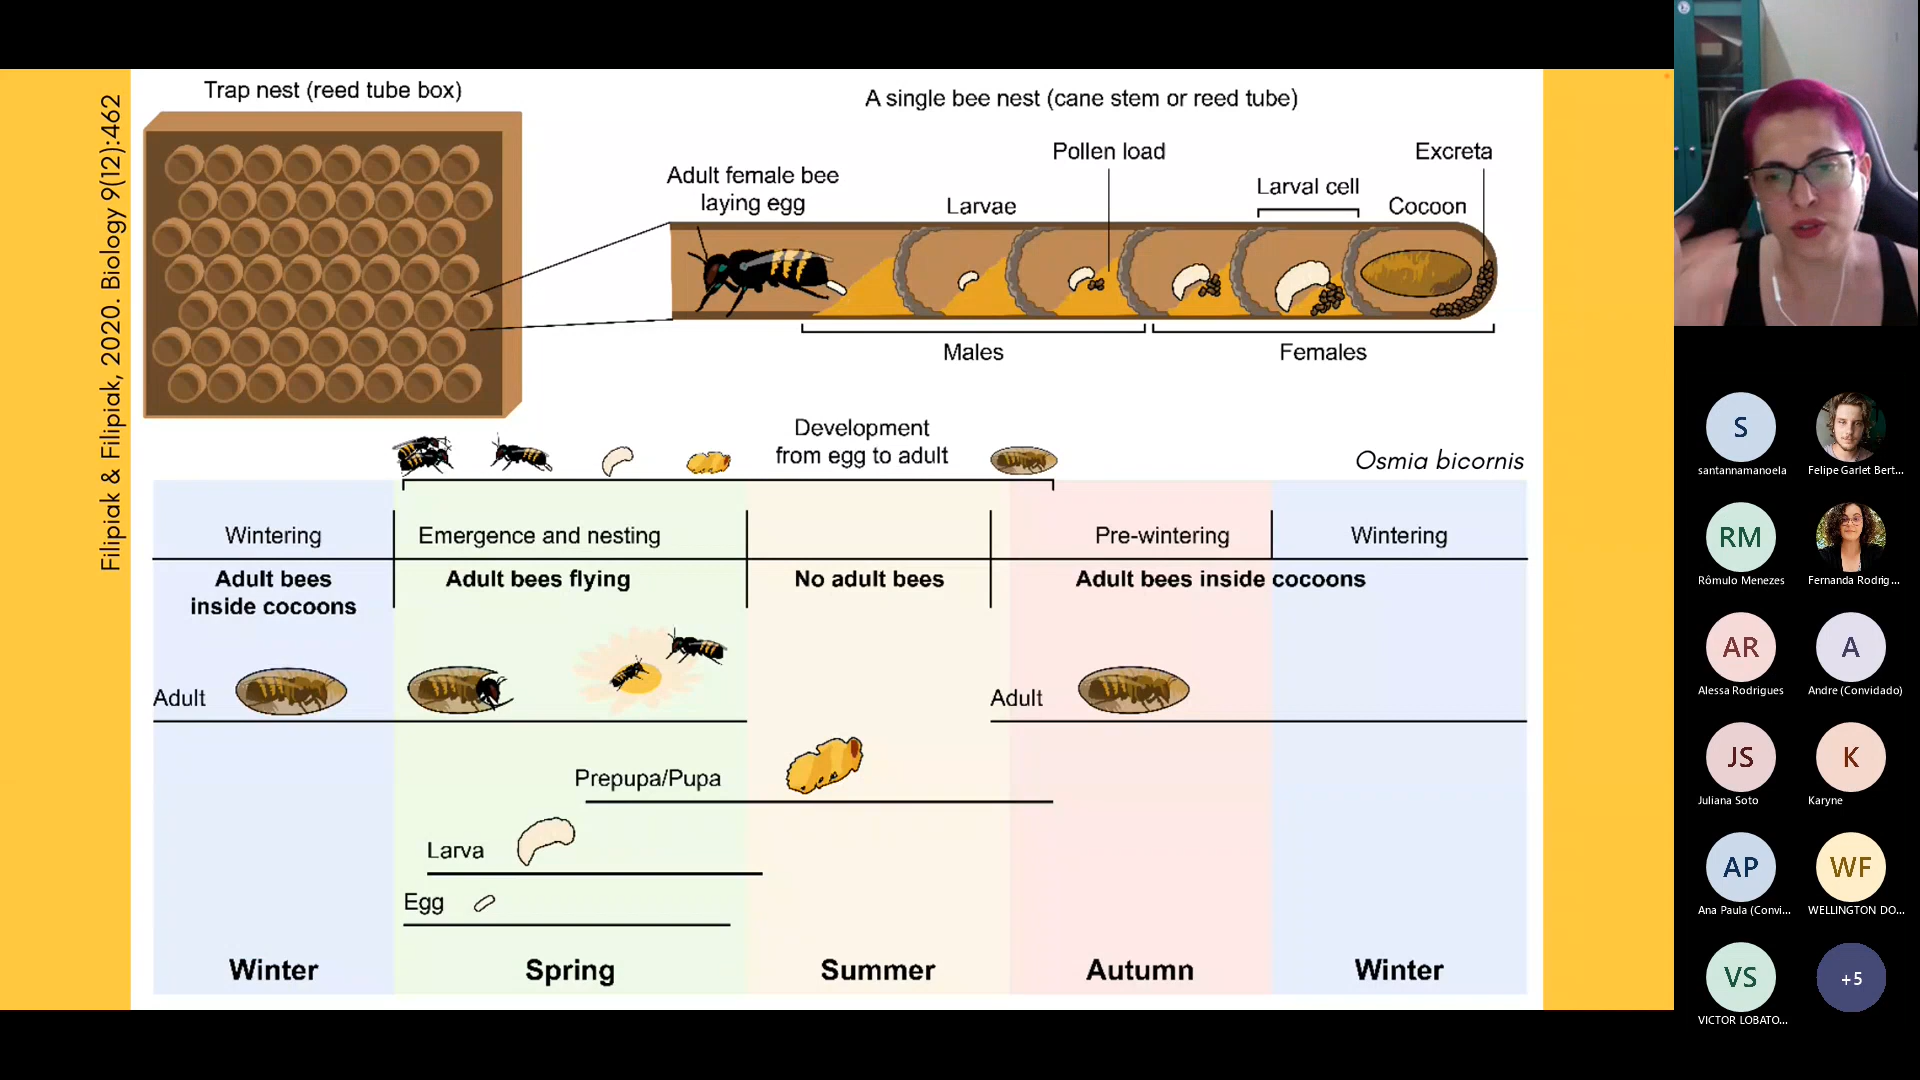 Filipiak & Filipiak, 2020. Biology 9(12):462
Trap nest (reed tube box)
A single bee nest (cane stem or reed tube)
Adult female bee
laying egg
Larvae
Pollen load
Larval cell
Excreta
Cocoon
Males
Females
Development
from egg to adult
Osmia bicornis
Wintering
Emergence and nesting
Pre-wintering
Wintering
Adult bees
inside cocoons
Adult bees flying
No adult bees
Adult bees inside cocoons
Adult
Adult
Prepupa/Pupa
Larva
Egg
Winter
Spring
Summer
Autumn
Winter
S
santannamanoela
Felipe Garlet Bert...
RM
Rômulo Menezes
Fernanda Rodrig...
AR
Alessa Rodrigues
A
Andre (Convidado)
JS
Juliana Soto
K
Karyne
AP
Ana Paula (Convi...
WF
WELLINGTON DO...
VS
VICTOR LOBATO...
+5